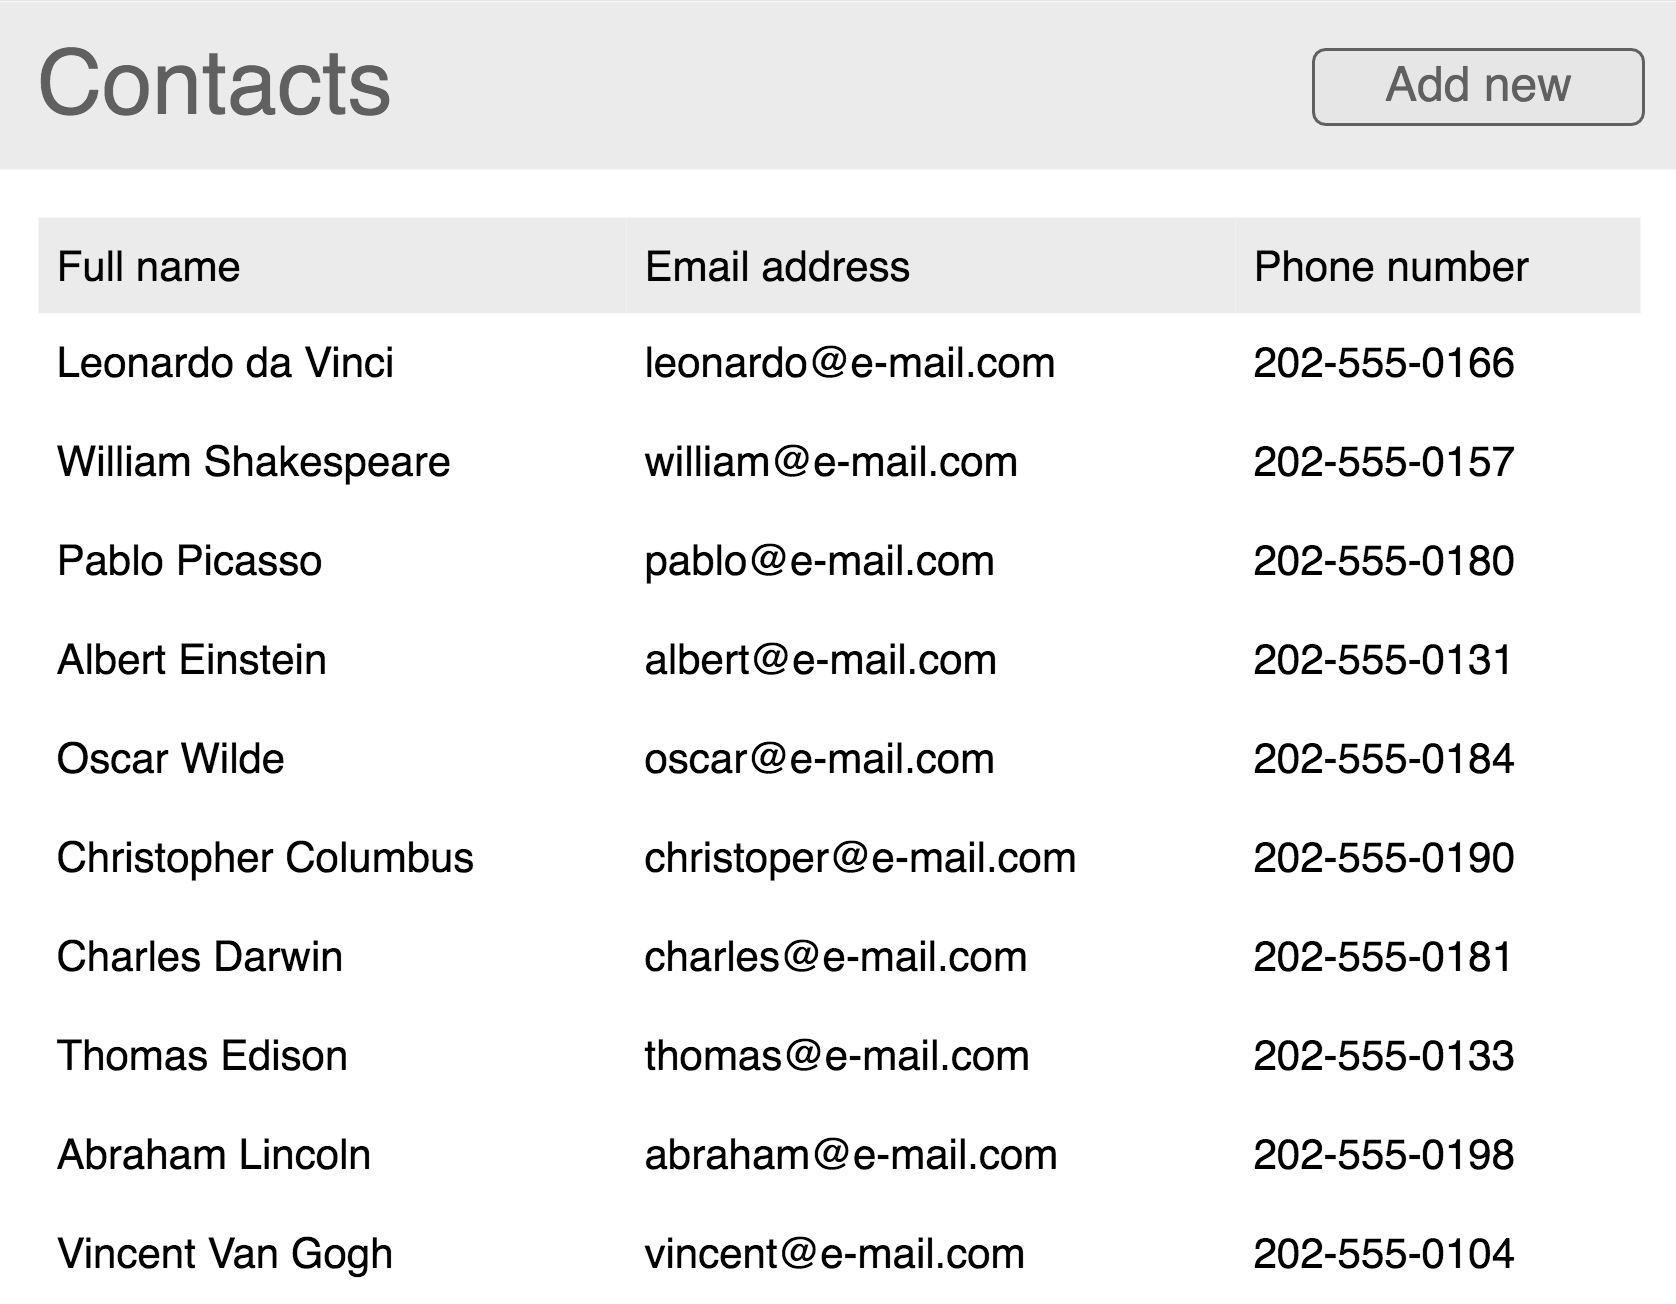 Contacts Add new
Full name Email address Phone number
Leonardo da Vinci leonardo@e-mail.com 202-555-0166
William Shakespeare william@e-mail.com 202-555-0157
Pablo Picasso pablo@e-mail.com 202-555-0180
Albert Einstein albert@e-mail.com 202-555-0131
Oscar Wilde oscar@e-mail.com 202-555-0184
Christopher Columbus christoper@e-mail.com 202-555-0190
Charles Darwin charles@e-mail.com 202-555-0181
Thomas Edison thomas@e-mail.com 202-555-0133
Abraham Lincoln abraham@e-mail.com 202-555-0198
Vincent Van Gogh vincent@e-mail.com 202-555-0104